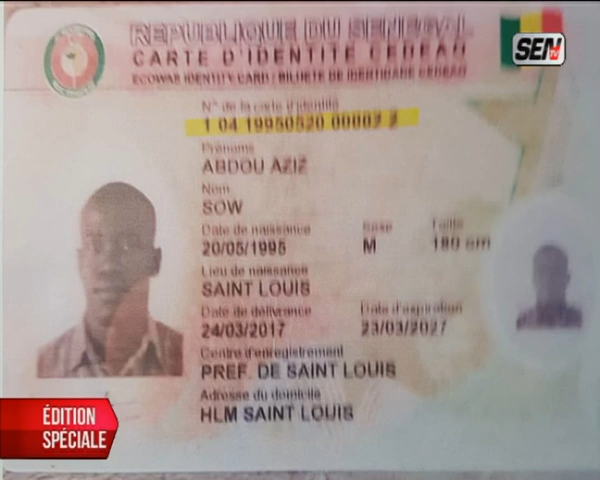 REPUBLIQUE DU SENEGAL
CARTE D'IDENTITE CEDEAO
ECOWAS IDENTITY CARD / BILHETE DE IDENTIDADE CEDEAO
SEN TV
N° de la carte d'identité
1 04 19950520 00002 2
Prénoms
ABDOU AZIZ
Nom
SOW
Date de naissance Sexe Taille
20/05/1995 M 180 cm
Lieu de naissance
SAINT LOUIS
Date de délivrance Date d'expiration
24/03/2017 23/03/2027
Centre d'enregistrement
PREF. DE SAINT LOUIS
Adresse du domicile
HLM SAINT LOUIS
ÉDITION
SPÉCIALE